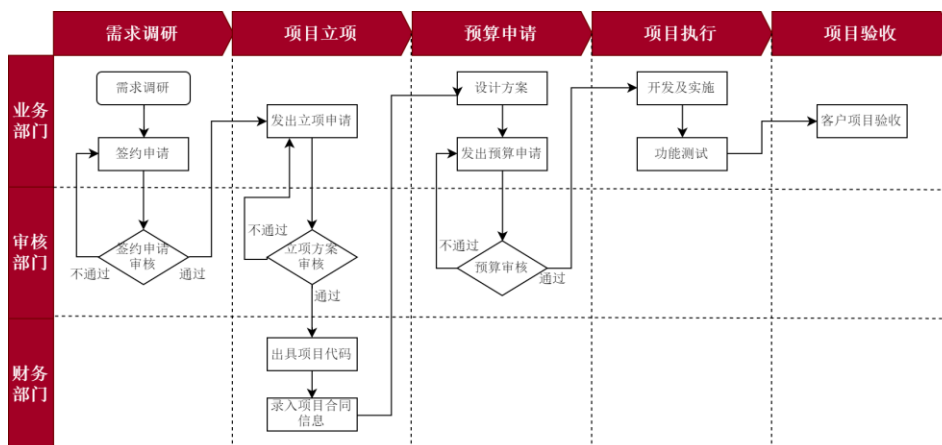 需求调研
项目立项
预算申请
项目执行
项目验收
业务
部门
需求调研
签约申请
发出立项申请
设计方案
发出预算申请
开发及实施
功能测试
客户项目验收
审核
部门
签约申请
审核
不通过
通过
不通过
立项方案
审核
通过
不通过
预算审核
通过
财务
部门
出具项目代码
录入项目合同
信息